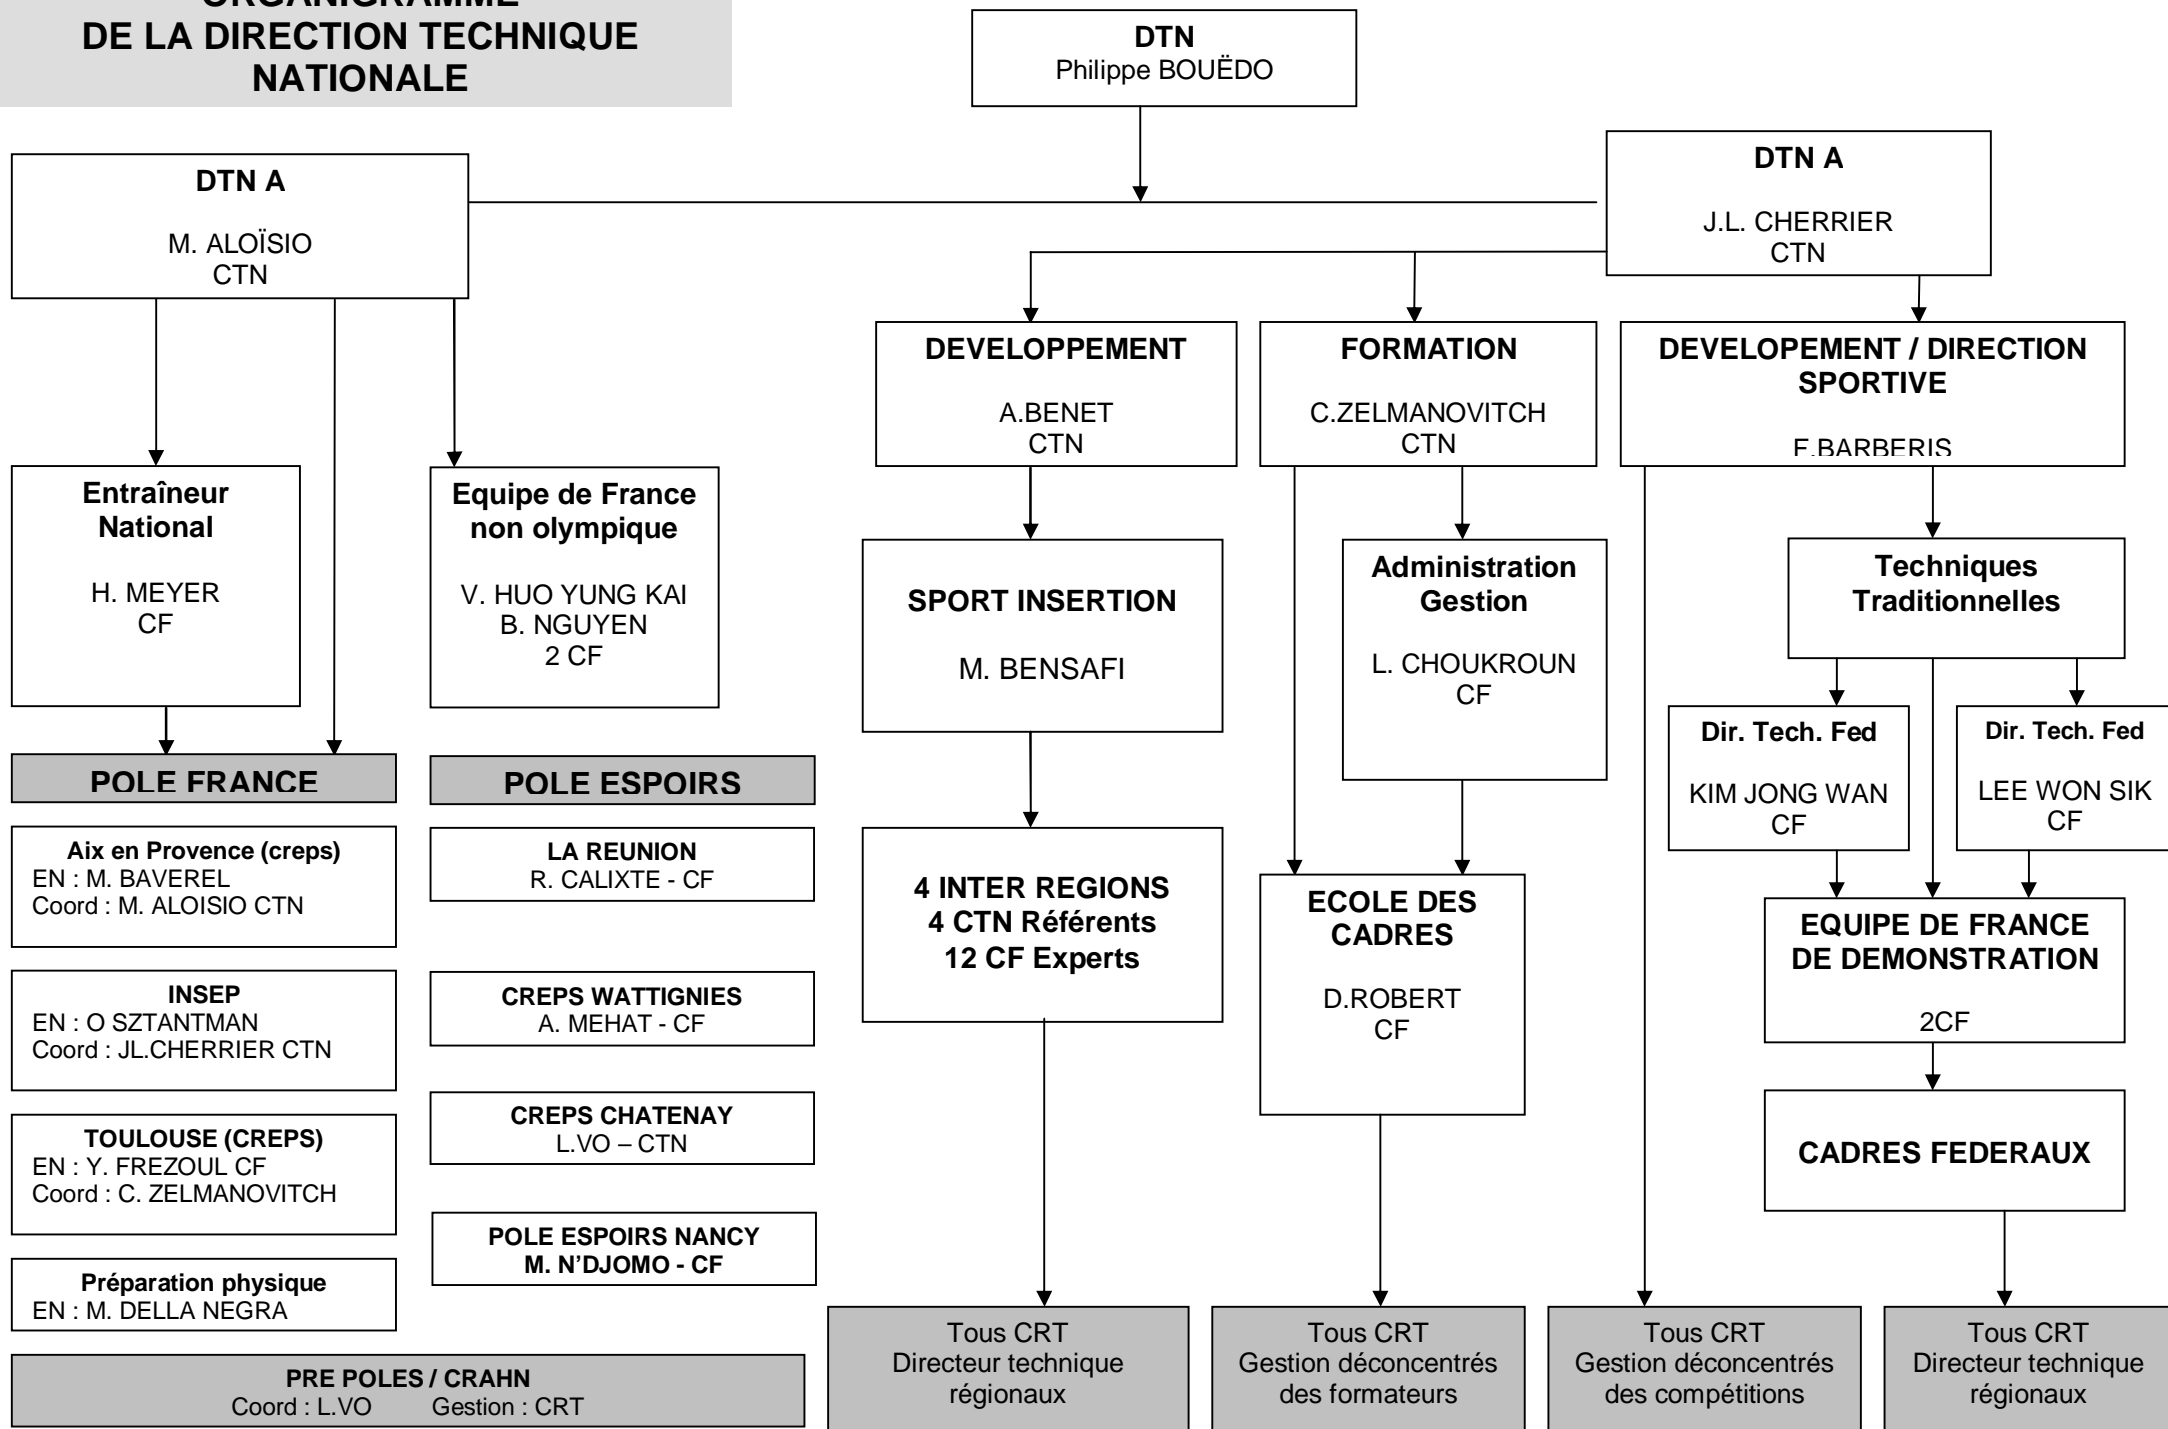 ORGANIGRAMME
DE LA DIRECTION TECHNIQUE
NATIONALE
DTN
Philippe BOUËDO
DTN A
M. ALOÏSIO
CTN
DTN A
J.L. CHERRIER
CTN
DEVELOPPEMENT
A.BENET
CTN
FORMATION
C.ZELMANOVITCH
CTN
DEVELOPEMENT / DIRECTION
SPORTIVE
F.BARBERIS
Entraîneur
National
H. MEYER
CF
Equipe de France
non olympique
V. HUO YUNG KAI
B. NGUYEN
2 CF
SPORT INSERTION
M. BENSAFI
Administration
Gestion
L. CHOUKROUN
CF
Techniques
Traditionnelles
Dir. Tech. Fed
KIM JONG WAN
CF
Dir. Tech. Fed
LEE WON SIK
CF
POLE FRANCE
Aix en Provence (creps)
EN : M. BAVEREL
Coord : M. ALOISIO CTN
INSEP
EN : O SZTANTMAN
Coord : JL.CHERRIER CTN
TOULOUSE (CREPS)
EN : Y. FREZOUL CF
Coord : C. ZELMANOVITCH
Préparation physique
EN : M. DELLA NEGRA
POLE ESPOIRS
LA REUNION
R. CALIXTE - CF
CREPS WATTIGNIES
A. MEHAT - CF
CREPS CHATENAY
L.VO – CTN
POLE ESPOIRS NANCY
M. N’DJOMO - CF
PRE POLES / CRAHN
Coord : L.VO Gestion : CRT
4 INTER REGIONS
4 CTN Référents
12 CF Experts
ECOLE DES
CADRES
D.ROBERT
CF
EQUIPE DE FRANCE
DE DEMONSTRATION
2CF
CADRES FEDERAUX
Tous CRT
Directeur technique
régionaux
Tous CRT
Gestion déconcentrés
des formateurs
Tous CRT
Gestion déconcentrés
des compétitions
Tous CRT
Directeur technique
régionaux